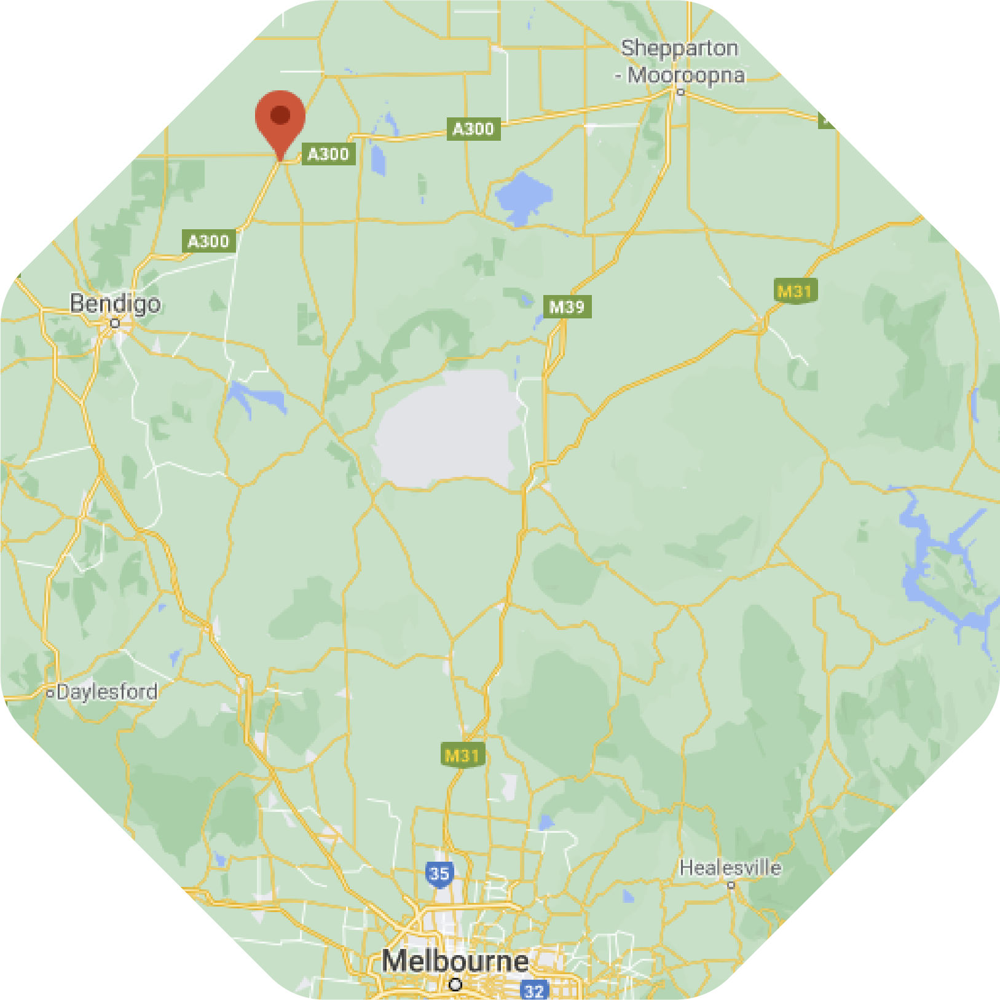 Shepparton
- Mooroopna
A300
A300
A300
Bendigo
M31
M39
Daylesford
M31
Healesville
35
Melbourne
32